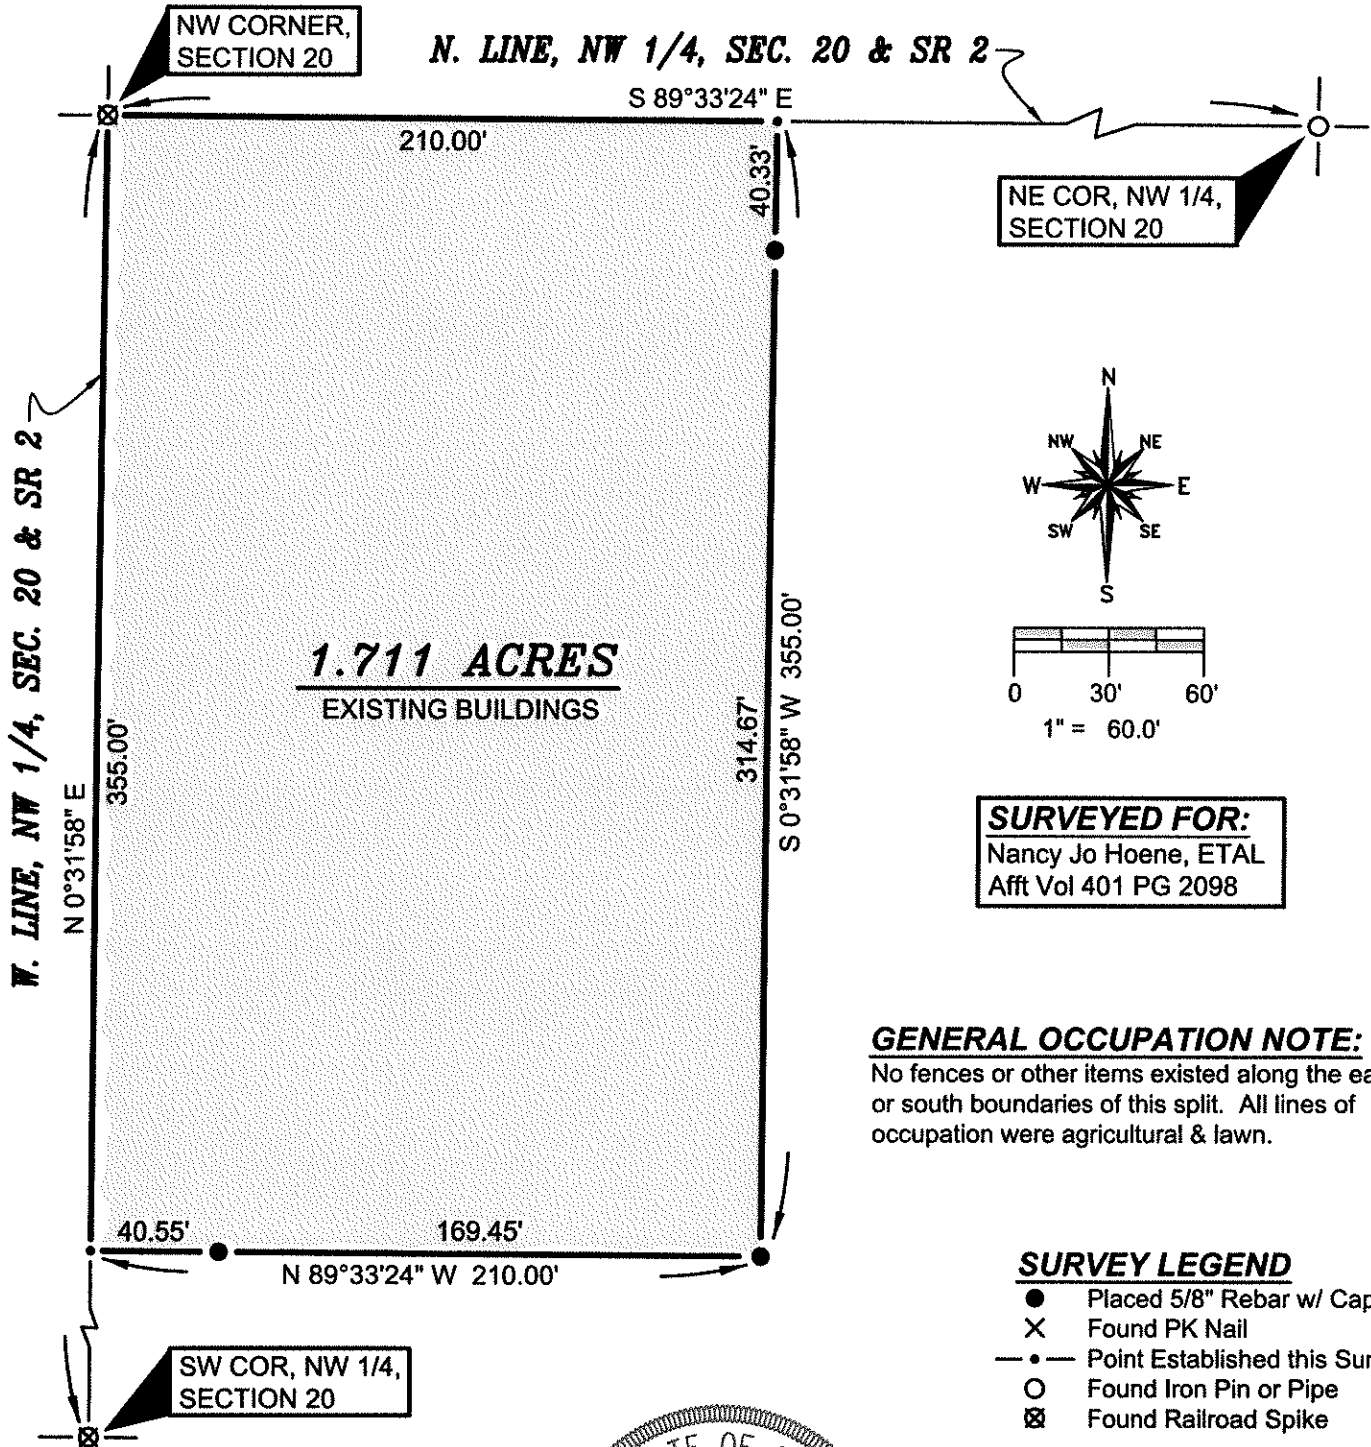 NW CORNER,
SECTION 20
N. LINE, NW 1/4, SEC. 20 & SR 2
S 89°33'24" E
210.00'
40.33'
NE COR, NW 1/4,
SECTION 20
W. LINE, NW 1/4, SEC. 20 & SR 2
N 0°31'58" E
355.00'
1.711 ACRES
EXISTING BUILDINGS
314.67'
S 0°31'58" W 355.00'
N
NW
NE
W
E
SW
SE
S
0 30' 60'
1" = 60.0'
SURVEYED FOR:
Nancy Jo Hoene, ETAL
Afft Vol 401 PG 2098
GENERAL OCCUPATION NOTE:
No fences or other items existed along the ea
or south boundaries of this split. All lines of
occupation were agricultural & lawn.
40.55'
169.45'
N 89°33'24" W 210.00'
SW COR, NW 1/4,
SECTION 20
SURVEY LEGEND
Placed 5/8" Rebar w/ Cap
Found PK Nail
Point Established this Sur
Found Iron Pin or Pipe
Found Railroad Spike
TE OF